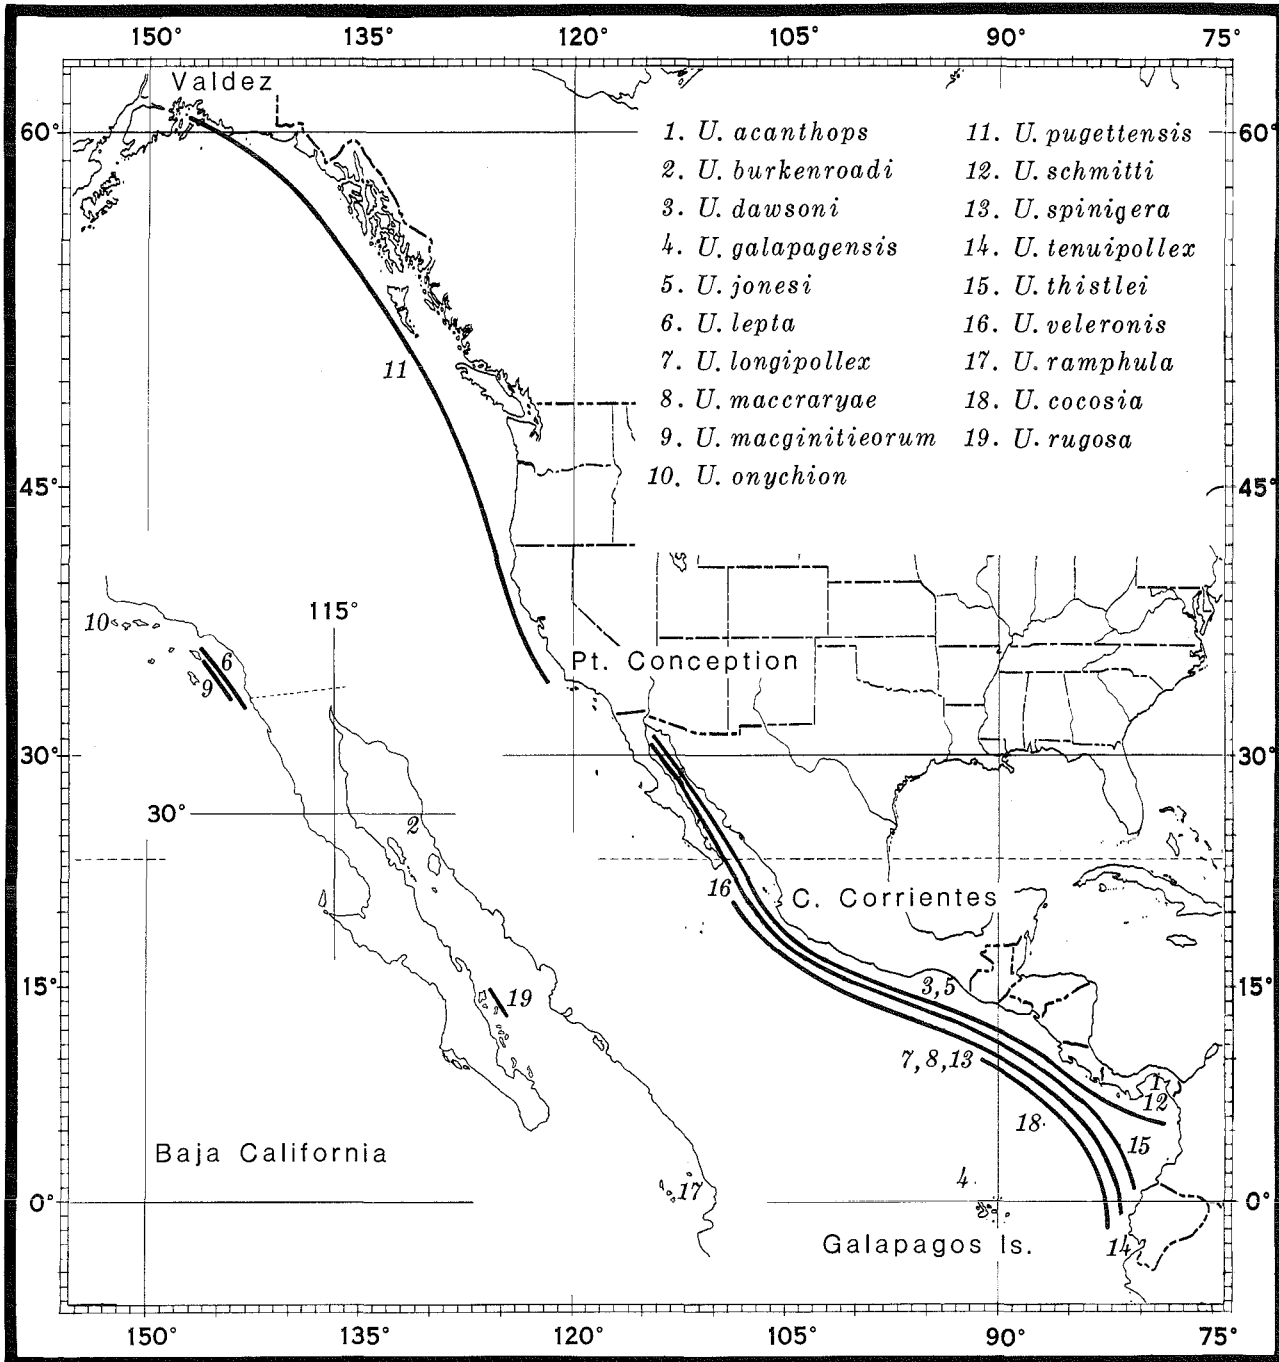 150° 135° 120° 105° 90° 75°
Valdez
60° 60°
1. U. acanthops
2. U. burkenroadi
3. U. dawsoni
4. U. galapagensis
5. U. jonesi
6. U. lepta
7. U. longipollex
8. U. maccraryae
9. U. macginitieorum
10. U. onychion
11. U. pugettensis
12. U. schmitti
13. U. spinigera
14. U. tenuipollex
15. U. thistlei
16. U. veleronis
17. U. ramphula
18. U. cocosia
19. U. rugosa
11
45° 45°
115°
10
6
9
Pt. Conception
30° 30°
30°
2
16
C. Corrientes
15° 15°
19
3,5
7,8,13
1
12
18
15
Baja California
4
17
0° 0°
14
Galapagos Is.
150° 135° 120° 105° 90° 75°